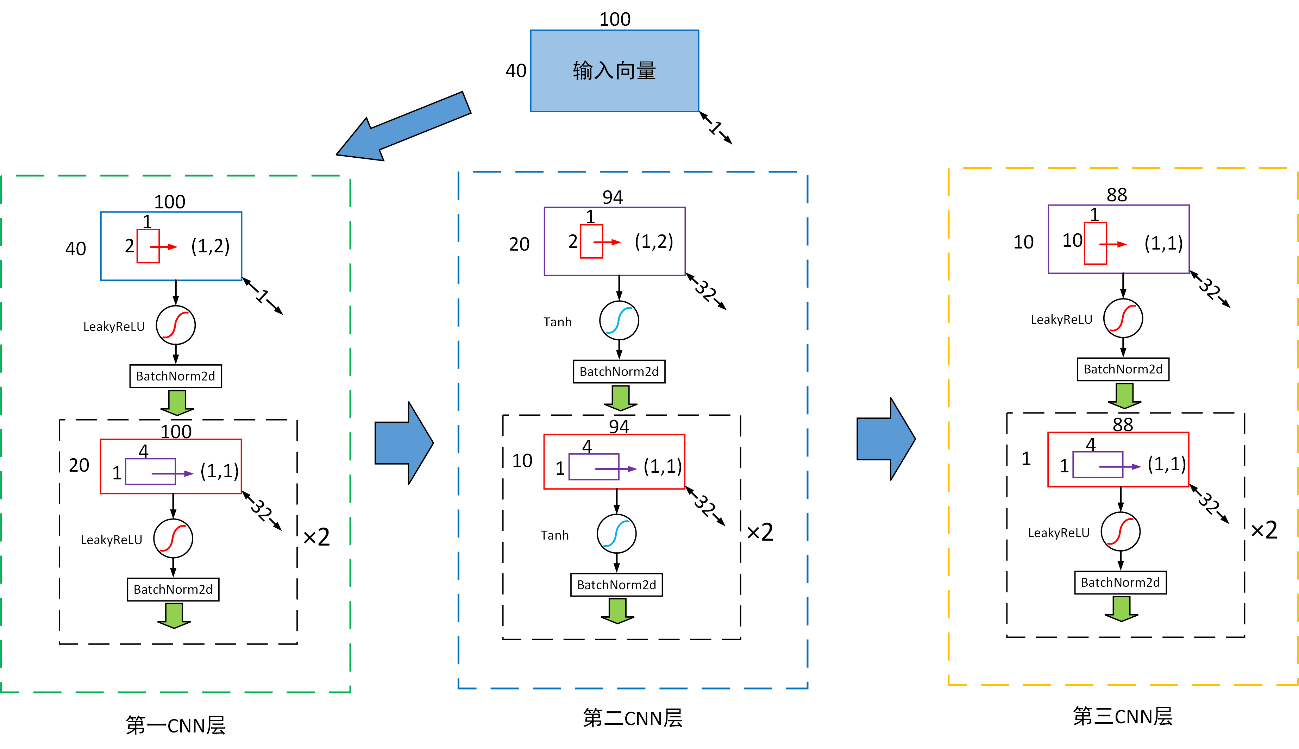 100
40
输入向量
1
100
40
1
2
(1,2)
1
LeakyReLU
BatchNorm2d
100
20
4
1
(1,1)
32
LeakyReLU
BatchNorm2d
×2
第一CNN层
94
20
1
2
(1,2)
32
Tanh
BatchNorm2d
94
10
4
1
(1,1)
32
Tanh
BatchNorm2d
×2
第二CNN层
88
10
1
10
(1,1)
32
LeakyReLU
BatchNorm2d
88
1
4
1
(1,1)
32
LeakyReLU
BatchNorm2d
×2
第三CNN层